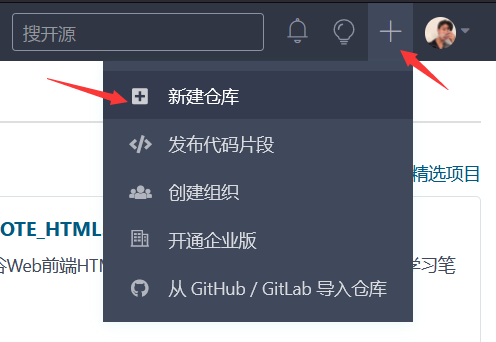 搜开源
新建仓库
发布代码片段
精选项目
创建组织
OTE_HTML
开通企业版
谷Web前端HTM
学习笔
从 GitHub / GitLab 导入仓库